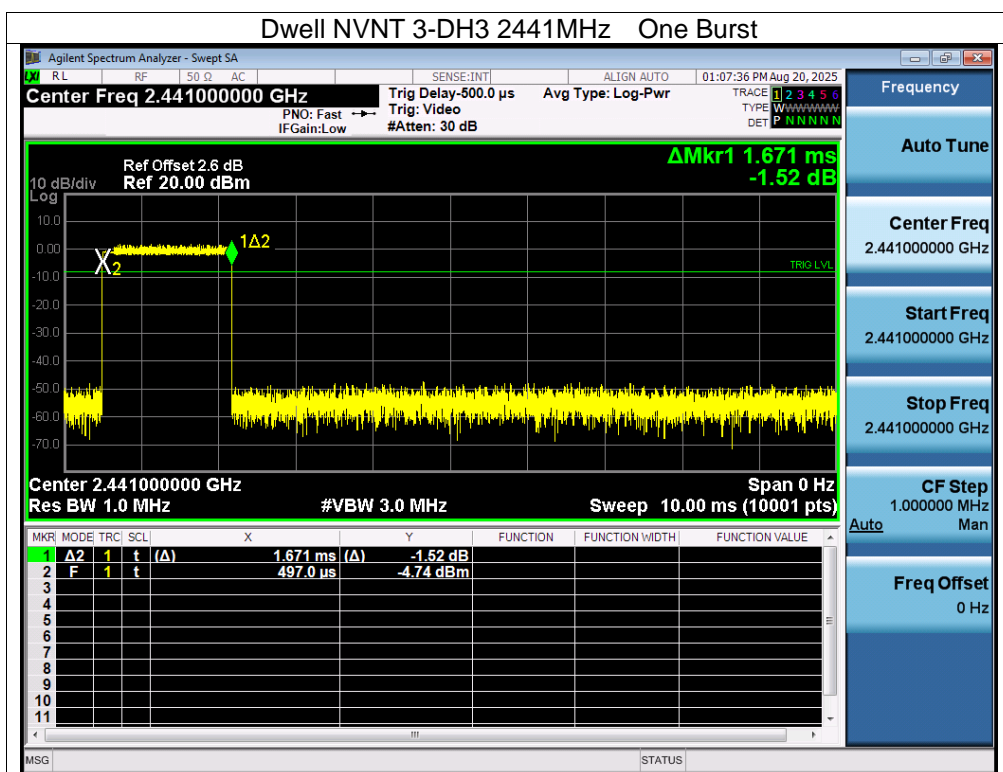 Dwell NVNT 3-DH3 2441MHz One Burst
Agilent Spectrum Analyzer - Swept SA
LXI RL RF 50 Ω AC SENSE:INT ALIGN AUTO 01:07:36 PM Aug 20, 2025
Center Freq 2.441000000 GHz Trig Delay-500.0 µs Avg Type: Log-Pwr TRACE 1 2 3 4 5 6
PNO: Fast Trig: Video TYPE WWWWWW
IFGain:Low #Atten: 30 dB DET P N N N N N
ΔMkr1 1.671 ms
-1.52 dB
Ref Offset 2.6 dB
10 dB/div Ref 20.00 dBm
Log
10.0
0.00
-10.0
-20.0
-30.0
-40.0
-50.0
-60.0
-70.0
1Δ2
2
TRIG LVL
Center 2.441000000 GHz Span 0 Hz
Res BW 1.0 MHz #VBW 3.0 MHz Sweep 10.00 ms (10001 pts)
MKR MODE TRC SCL X Y FUNCTION FUNCTION WIDTH FUNCTION VALUE
1 Δ2 1 t (Δ) 1.671 ms (Δ) -1.52 dB
2 F 1 t 497.0 µs -4.74 dBm
3
4
5
6
7
8
9
10
11
MSG STATUS
Frequency
Auto Tune
Center Freq
2.441000000 GHz
Start Freq
2.441000000 GHz
Stop Freq
2.441000000 GHz
CF Step
1.000000 MHz
Auto Man
Freq Offset
0 Hz